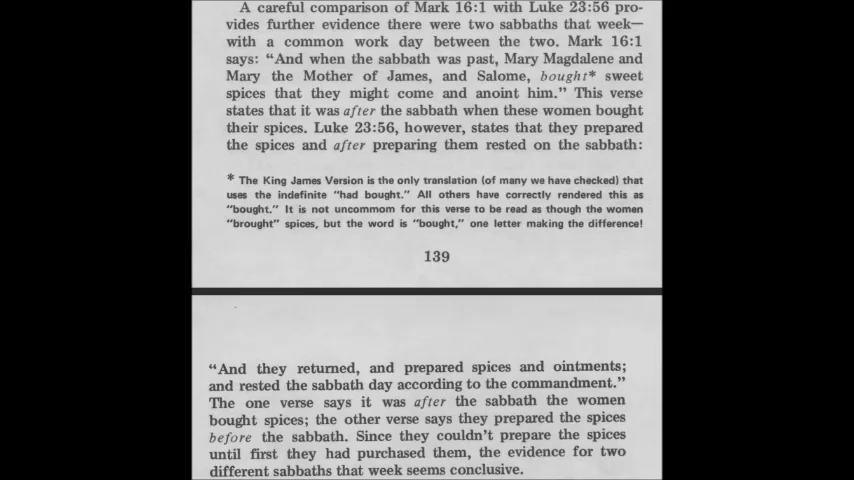 A careful comparison of Mark 16:1 with Luke 23:56 pro-
vides further evidence there were two sabbaths that week—
with a common work day between the two. Mark 16:1
says: “And when the sabbath was past, Mary Magdalene and
Mary the Mother of James, and Salome, bought* sweet
spices that they might come and anoint him.” This verse
states that it was after the sabbath when these women bought
their spices. Luke 23:56, however, states that they prepared
the spices and after preparing them rested on the sabbath:
* The King James Version is the only translation (of many we have checked) that
uses the indefinite “had bought.” All others have correctly rendered this as
“bought.” It is not uncommom for this verse to be read as though the women
“brought” spices, but the word is “bought,” one letter making the difference!
139
“And they returned, and prepared spices and ointments;
and rested the sabbath day according to the commandment.”
The one verse says it was after the sabbath the women
bought spices; the other verse says they prepared the spices
before the sabbath. Since they couldn’t prepare the spices
until first they had purchased them, the evidence for two
different sabbaths that week seems conclusive.